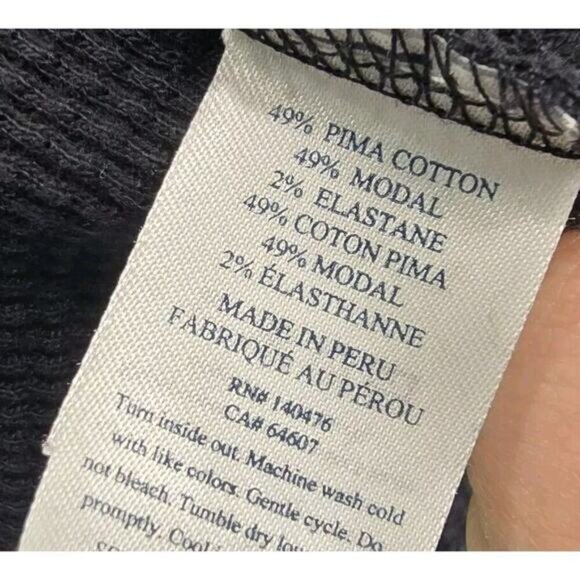 49% PIMA COTTON
49% MODAL
2% ELASTANE
49% COTON PIMA
49% MODAL
2% ÉLASTHANNE
MADE IN PERU
FABRIQUÉ AU PÉROU
RN# 140476
CA# 64607
Turn inside out. Machine wash cold
with like colors. Gentle cycle. Do
not bleach. Tumble dry low
promptly. Cool